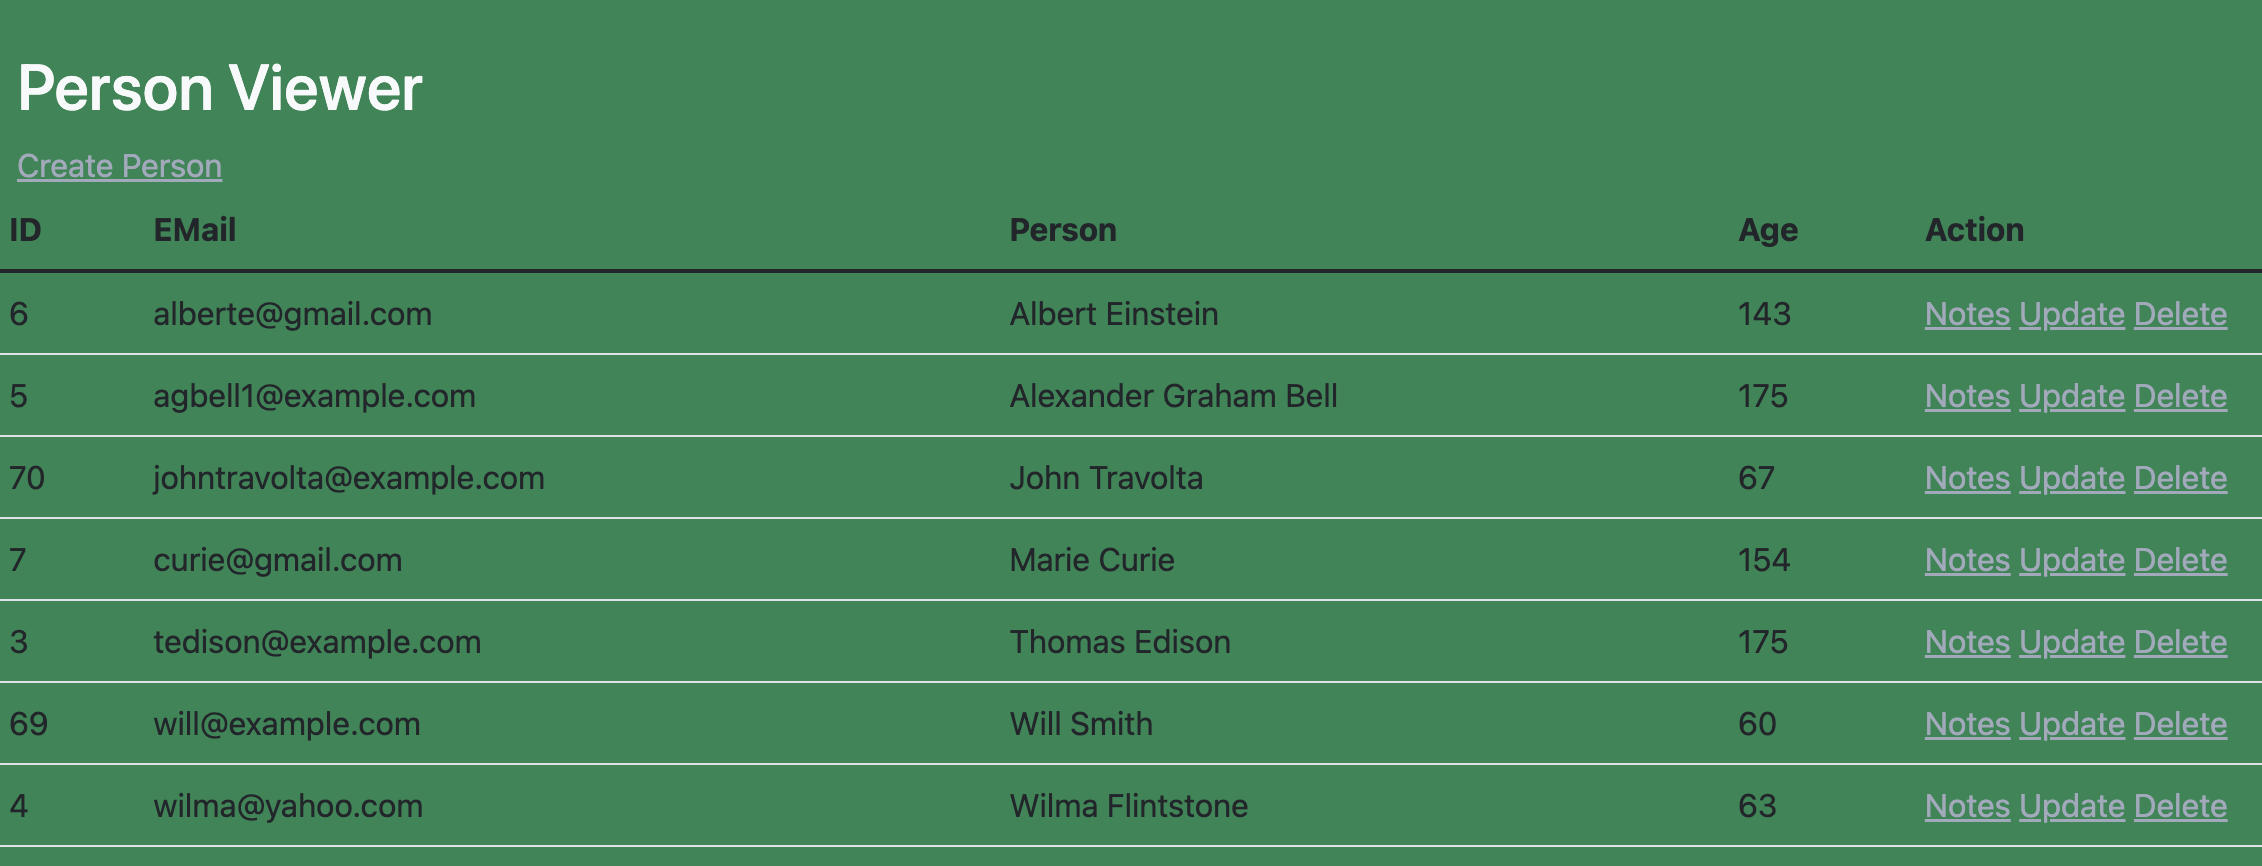 Person Viewer
Create Person
ID EMail Person Age Action
6 alberte@gmail.com Albert Einstein 143 Notes Update Delete
5 agbell1@example.com Alexander Graham Bell 175 Notes Update Delete
70 johntravolta@example.com John Travolta 67 Notes Update Delete
7 curie@gmail.com Marie Curie 154 Notes Update Delete
3 tedison@example.com Thomas Edison 175 Notes Update Delete
69 will@example.com Will Smith 60 Notes Update Delete
4 wilma@yahoo.com Wilma Flintstone 63 Notes Update Delete